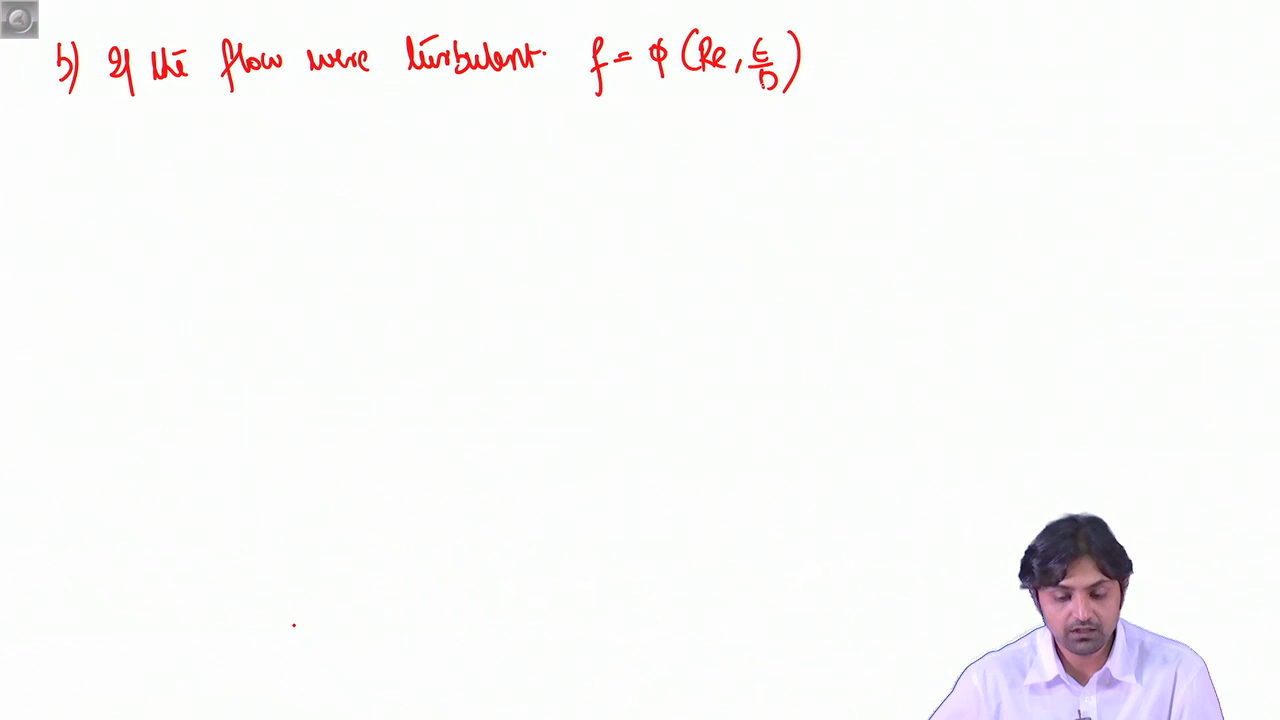 b) If the flow were turbulent. f = φ (Re, ε/D)